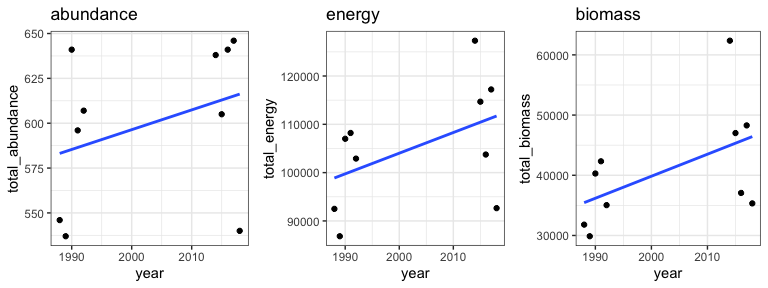 abundance
total_abundance
650
625
600
575
550
1990
2000
2010
year
energy
total_energy
120000
110000
100000
90000
1990
2000
2010
year
biomass
total_biomass
60000
50000
40000
30000
1990
2000
2010
year